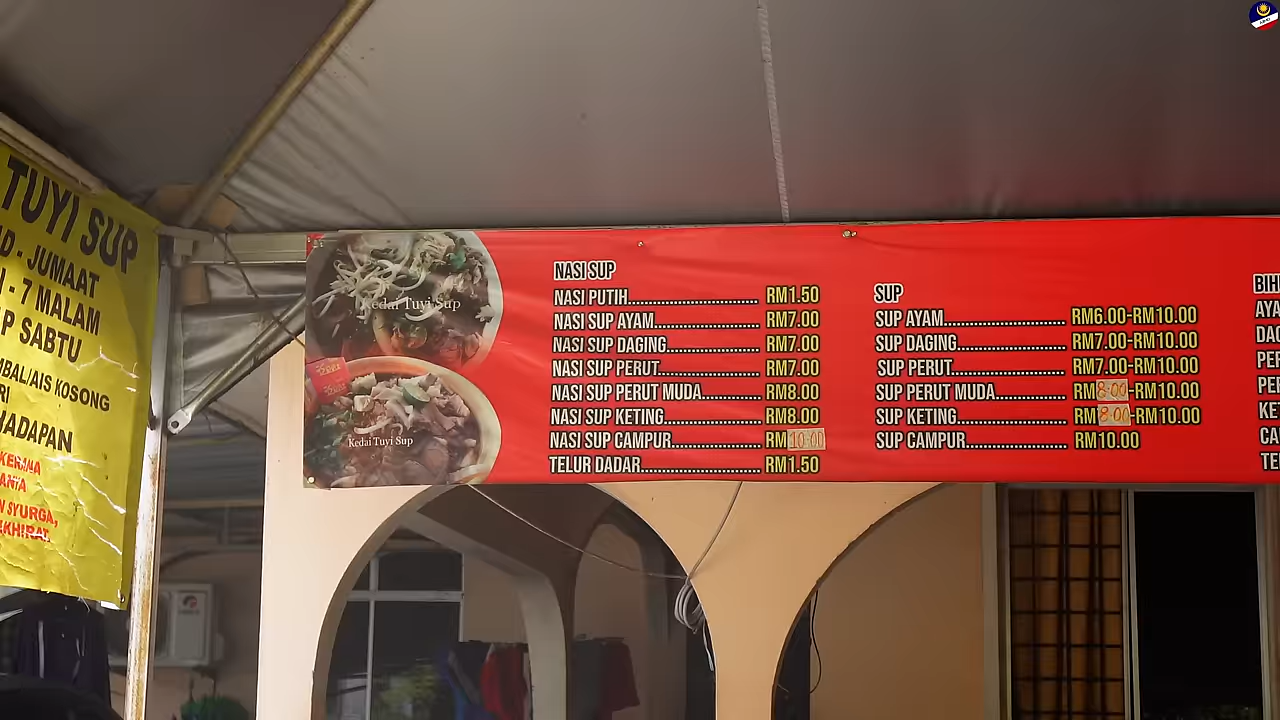 TUYI SUP
- JUMAAT
- 7 MALAM
SABTU
KOSONG
HADAPAN
KERANA
SYURGA,
Kedai Tuyi Sup
Kedai Tuyi Sup
NASI SUP
NASI PUTIH RM1.50
NASI SUP AYAM RM7.00
NASI SUP DAGING RM7.00
NASI SUP PERUT RM7.00
NASI SUP PERUT MUDA RM8.00
NASI SUP KETING RM8.00
NASI SUP CAMPUR RM10.00
TELUR DADAR RM1.50
SUP
SUP AYAM RM6.00-RM10.00
SUP DAGING RM7.00-RM10.00
SUP PERUT RM7.00-RM10.00
SUP PERUT MUDA RM8.00-RM10.00
SUP KETING RM8.00-RM10.00
SUP CAMPUR RM10.00